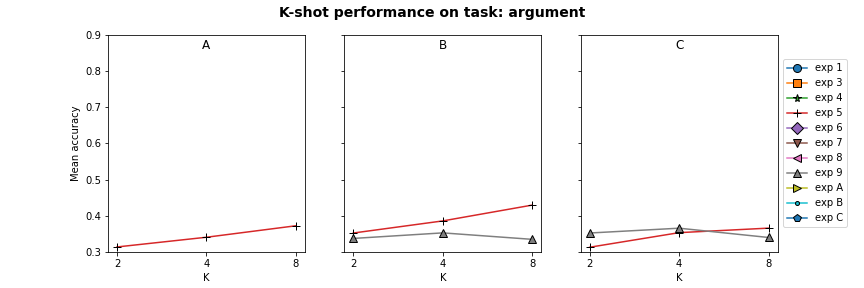 K-shot performance on task: argument
A
B
C
0.9
0.8
0.7
0.6
0.5
0.4
0.3
Mean accuracy
2 4 8
2 4 8
2 4 8
K
K
K
exp 1
exp 3
exp 4
exp 5
exp 6
exp 7
exp 8
exp 9
exp A
exp B
exp C